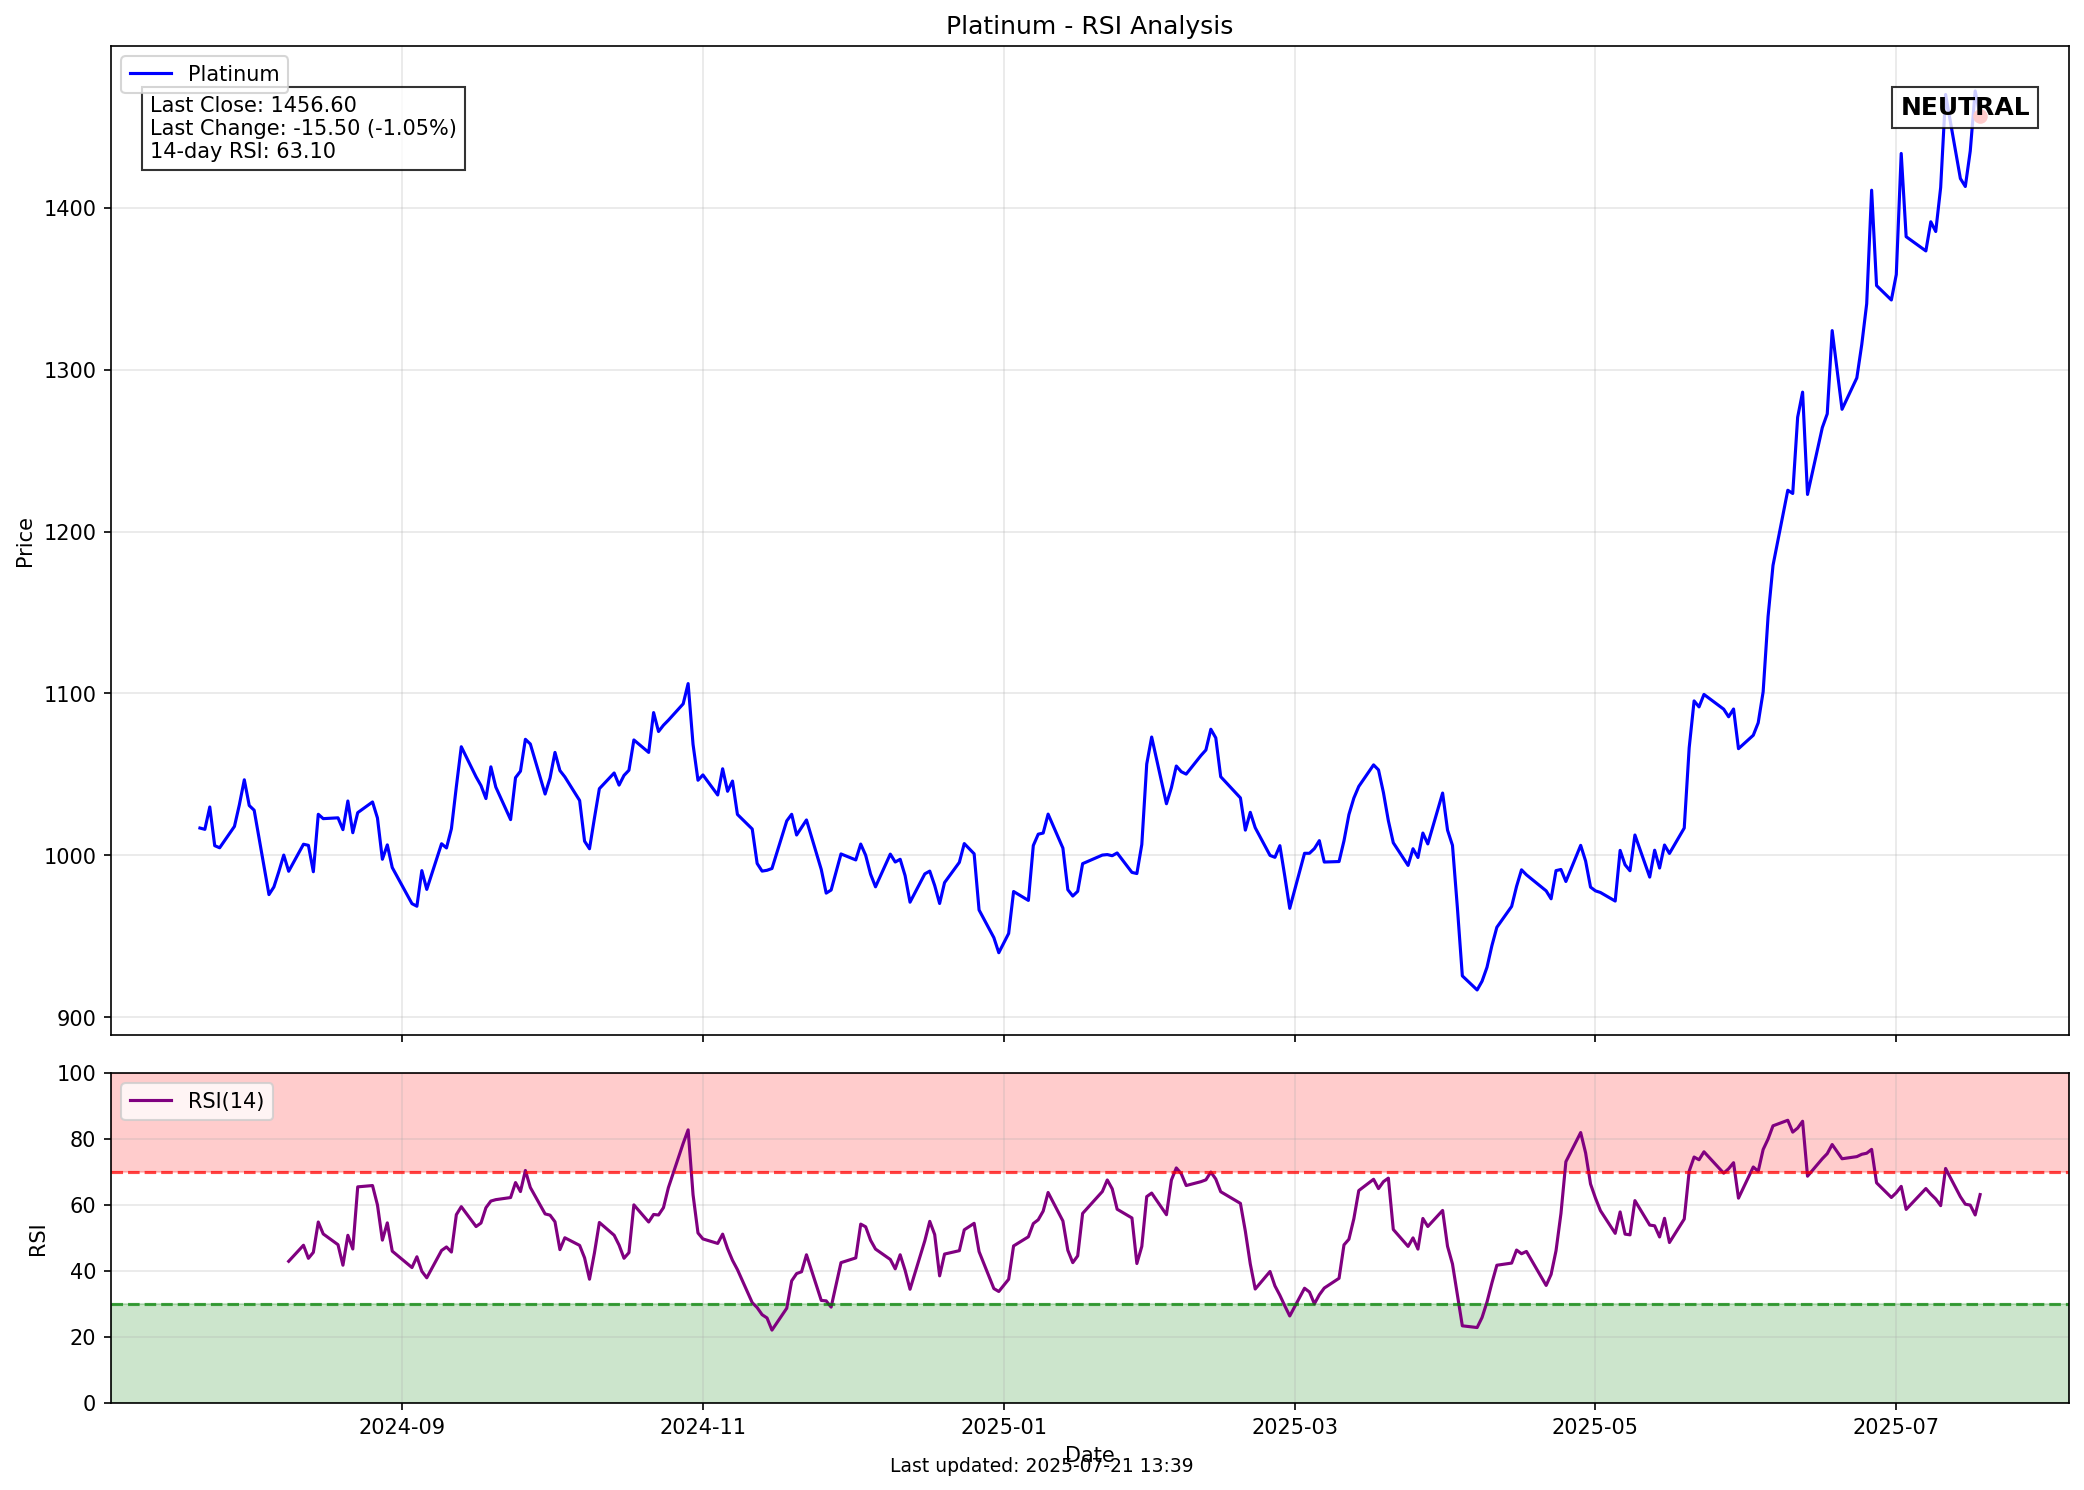 Platinum - RSI Analysis
Platinum
Last Close: 1456.60
Last Change: -15.50 (-1.05%)
14-day RSI: 63.10
NEUTRAL
1400
1300
1200
1100
1000
900
Price
RSI(14)
100
80
60
40
20
0
RSI
2024-09
2024-11
2025-01
2025-03
2025-05
2025-07
Date
Last updated: 2025-07-21 13:39